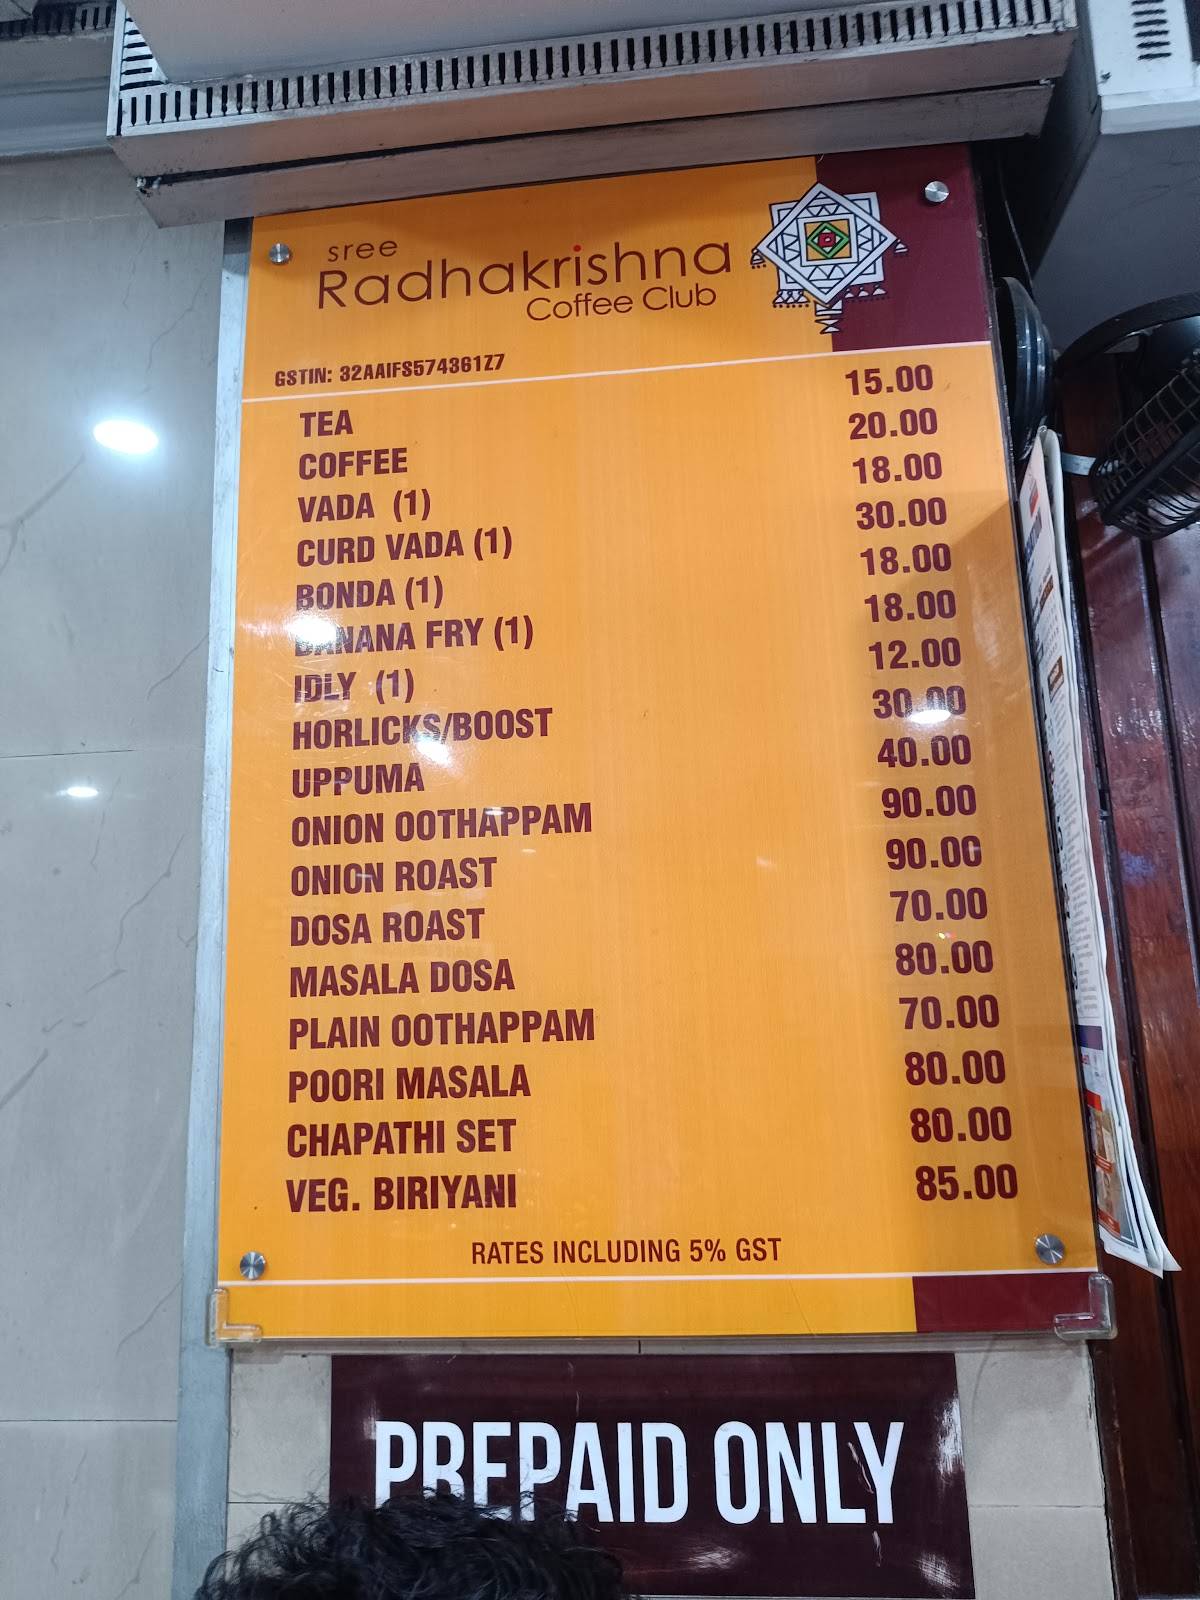 sree
Radhakrishna
Coffee Club
GSTIN: 32AAIFS574361Z7
TEA 15.00
COFFEE 20.00
VADA (1) 18.00
CURD VADA (1) 30.00
BONDA (1) 18.00
BANANA FRY (1) 18.00
IDLY (1) 12.00
HORLICKS/BOOST 30.00
UPPUMA 40.00
ONION OOTHAPPAM 90.00
ONION ROAST 90.00
DOSA ROAST 70.00
MASALA DOSA 80.00
PLAIN OOTHAPPAM 70.00
POORI MASALA 80.00
CHAPATHI SET 80.00
VEG. BIRIYANI 85.00
RATES INCLUDING 5% GST
PREPAID ONLY